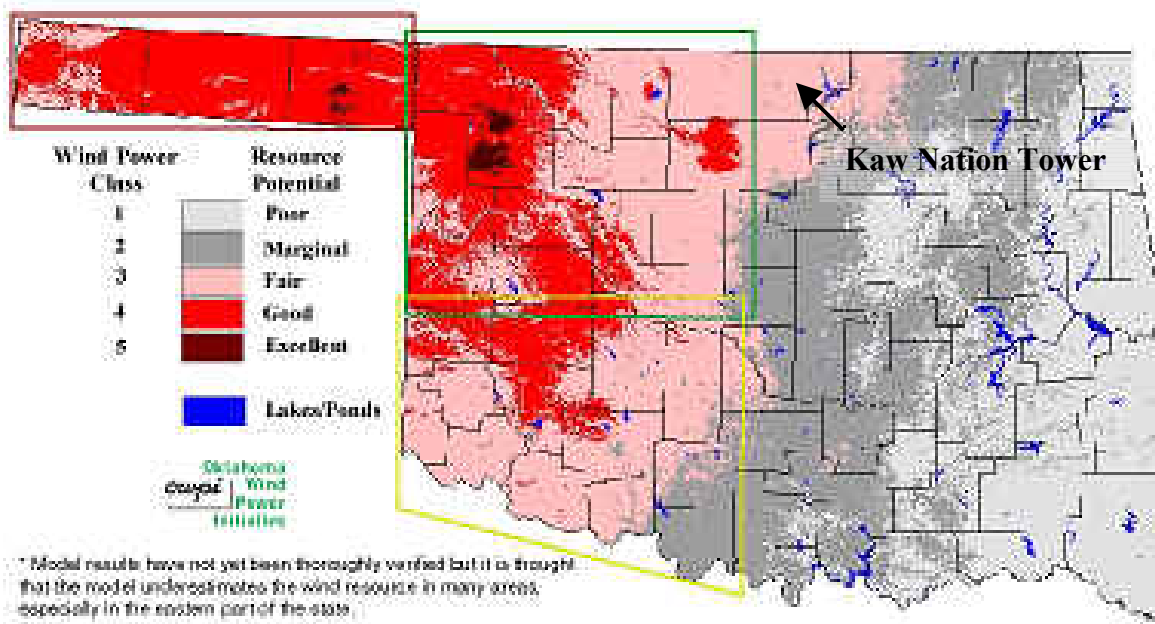 Kaw Nation Tower
Wind Power Resource
Class Potential
1 Poor
2 Marginal
3 Fair
4 Good
5 Excellent
Lakes/Ponds
Oklahoma
Wind
Power
Initiative
* Model results have not yet been thoroughly verified but it is thought
that the model underestimates the wind resource in many areas,
especially in the eastern part of the state.